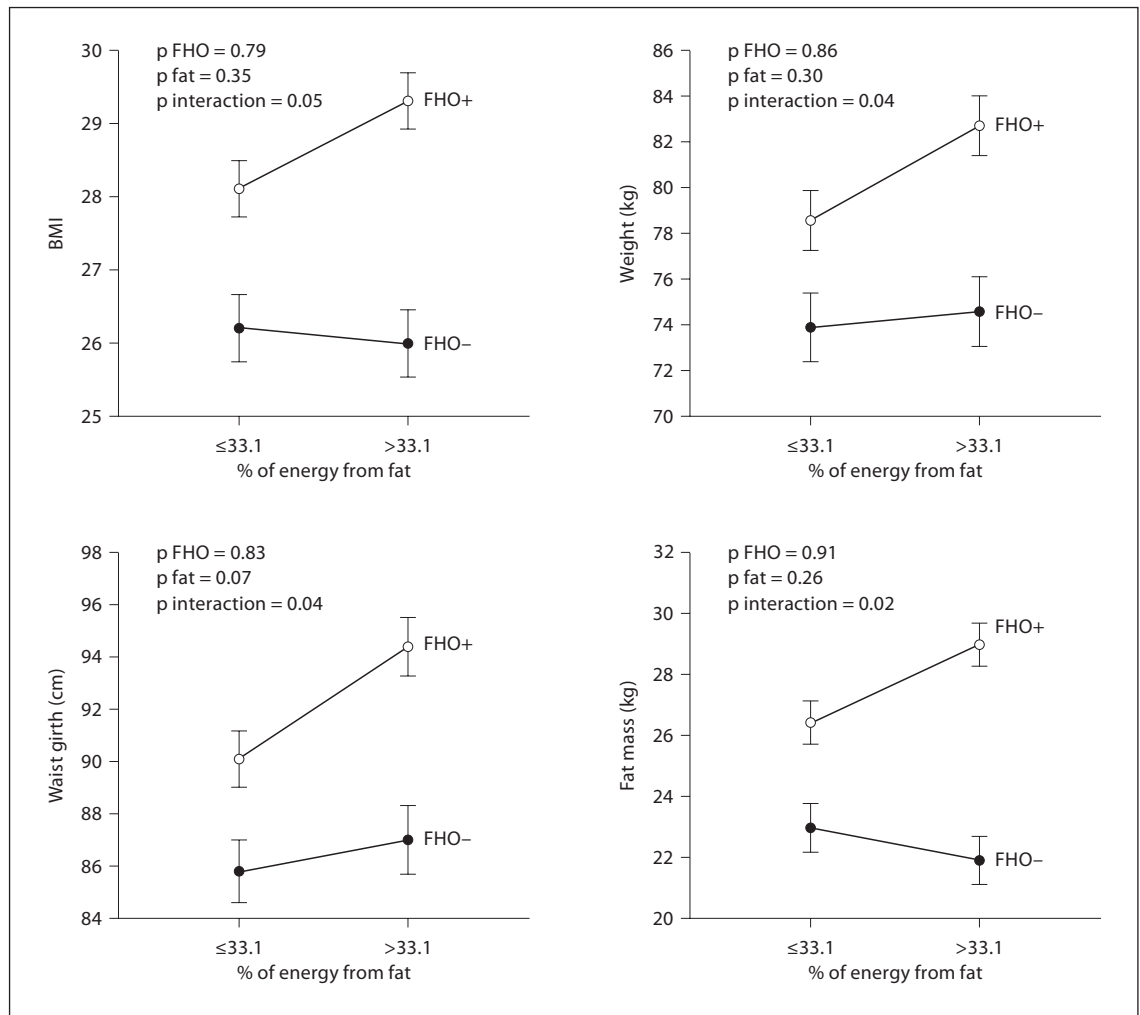 p FHO = 0.79
p fat = 0.35
p interaction = 0.05
30
29
28
27
26
25
BMI
FHO+
FHO–
≤33.1 >33.1
% of energy from fat
p FHO = 0.86
p fat = 0.30
p interaction = 0.04
86
84
82
80
78
76
74
72
70
Weight (kg)
FHO+
FHO–
≤33.1 >33.1
% of energy from fat
p FHO = 0.83
p fat = 0.07
p interaction = 0.04
98
96
94
92
90
88
86
84
Waist girth (cm)
FHO+
FHO–
≤33.1 >33.1
% of energy from fat
p FHO = 0.91
p fat = 0.26
p interaction = 0.02
32
30
28
26
24
22
20
Fat mass (kg)
FHO+
FHO–
≤33.1 >33.1
% of energy from fat